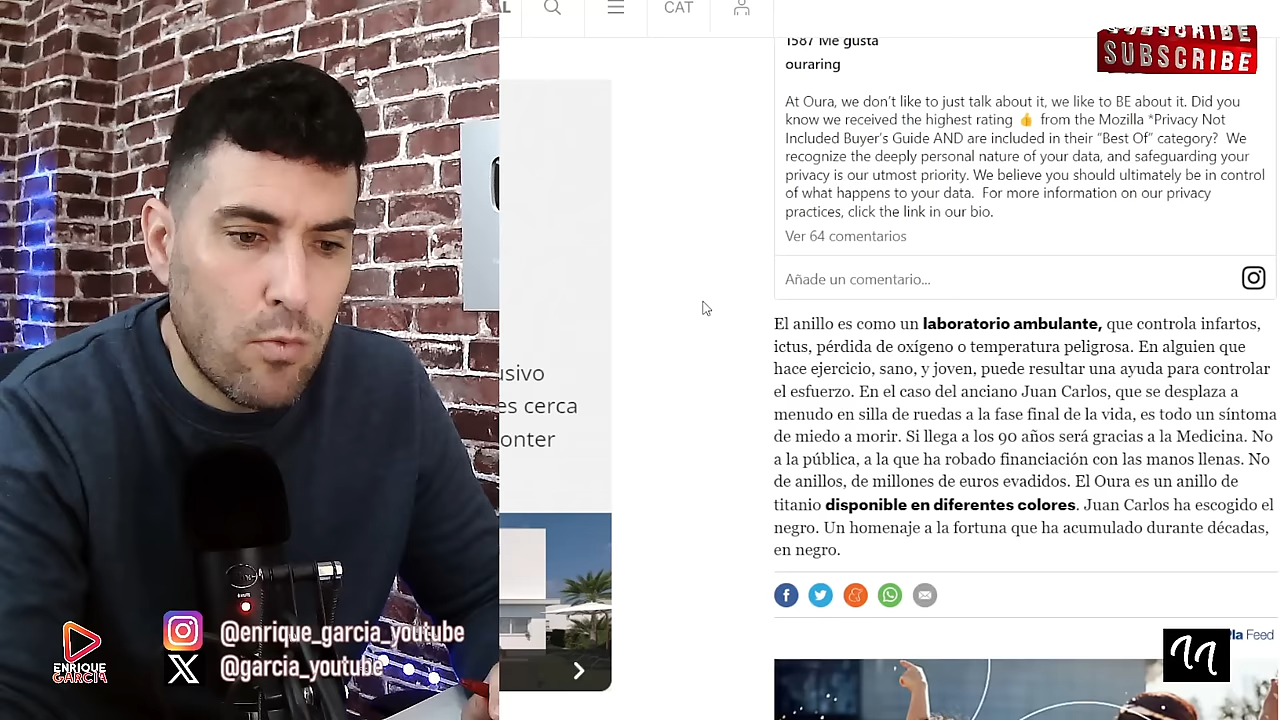 AL
CAT
SUBSCRIBE
SUBSCRIBE
1587 Me gusta
ouraring
At Oura, we don't like to just talk about it, we like to BE about it. Did you
know we received the highest rating 👍 from the Mozilla *Privacy Not
Included Buyer's Guide AND are included in their "Best Of" category? We
recognize the deeply personal nature of your data, and safeguarding your
privacy is our utmost priority. We believe you should ultimately be in control
of what happens to your data. For more information on our privacy
practices, click the link in our bio.
Ver 64 comentarios
Añade un comentario...
El anillo es como un laboratorio ambulante, que controla infartos,
ictus, pérdida de oxígeno o temperatura peligrosa. En alguien que
hace ejercicio, sano, y joven, puede resultar una ayuda para controlar
el esfuerzo. En el caso del anciano Juan Carlos, que se desplaza a
menudo en silla de ruedas a la fase final de la vida, es todo un síntoma
de miedo a morir. Si llega a los 90 años será gracias a la Medicina. No
a la pública, a la que ha robado financiación con las manos llenas. No
de anillos, de millones de euros evadidos. El Oura es un anillo de
titanio disponible en diferentes colores. Juan Carlos ha escogido el
negro. Un homenaje a la fortuna que ha acumulado durante décadas,
en negro.
usivo
es cerca
onter
la Feed
@enrique_garcia_youtube
@garcia_youtube
ENRIQUE
GARCIA